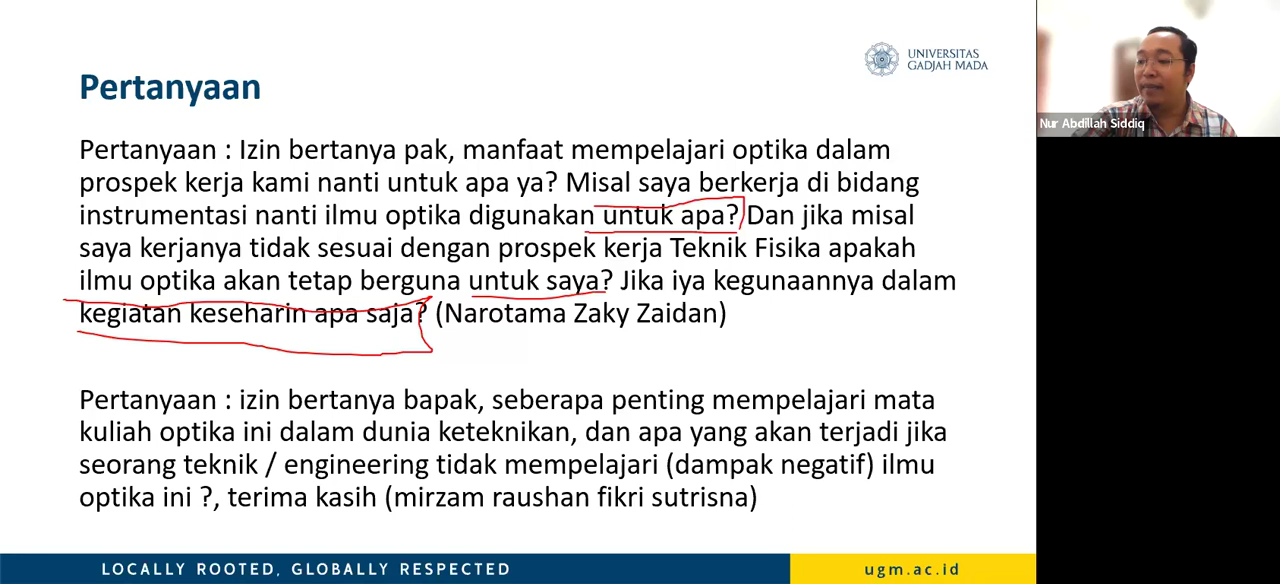 UNIVERSITAS
GADJAH MADA
Pertanyaan
Nur Abdillah Siddiq
Pertanyaan : Izin bertanya pak, manfaat mempelajari optika dalam
prospek kerja kami nanti untuk apa ya? Misal saya berkerja di bidang
instrumentasi nanti ilmu optika digunakan untuk apa? Dan jika misal
saya kerjanya tidak sesuai dengan prospek kerja Teknik Fisika apakah
ilmu optika akan tetap berguna untuk saya? Jika iya kegunaannya dalam
kegiatan keseharin apa saja? (Narotama Zaky Zaidan)
Pertanyaan : izin bertanya bapak, seberapa penting mempelajari mata
kuliah optika ini dalam dunia keteknikan, dan apa yang akan terjadi jika
seorang teknik / engineering tidak mempelajari (dampak negatif) ilmu
optika ini ?, terima kasih (mirzam raushan fikri sutrisna)
LOCALLY ROOTED, GLOBALLY RESPECTED
ugm.ac.id